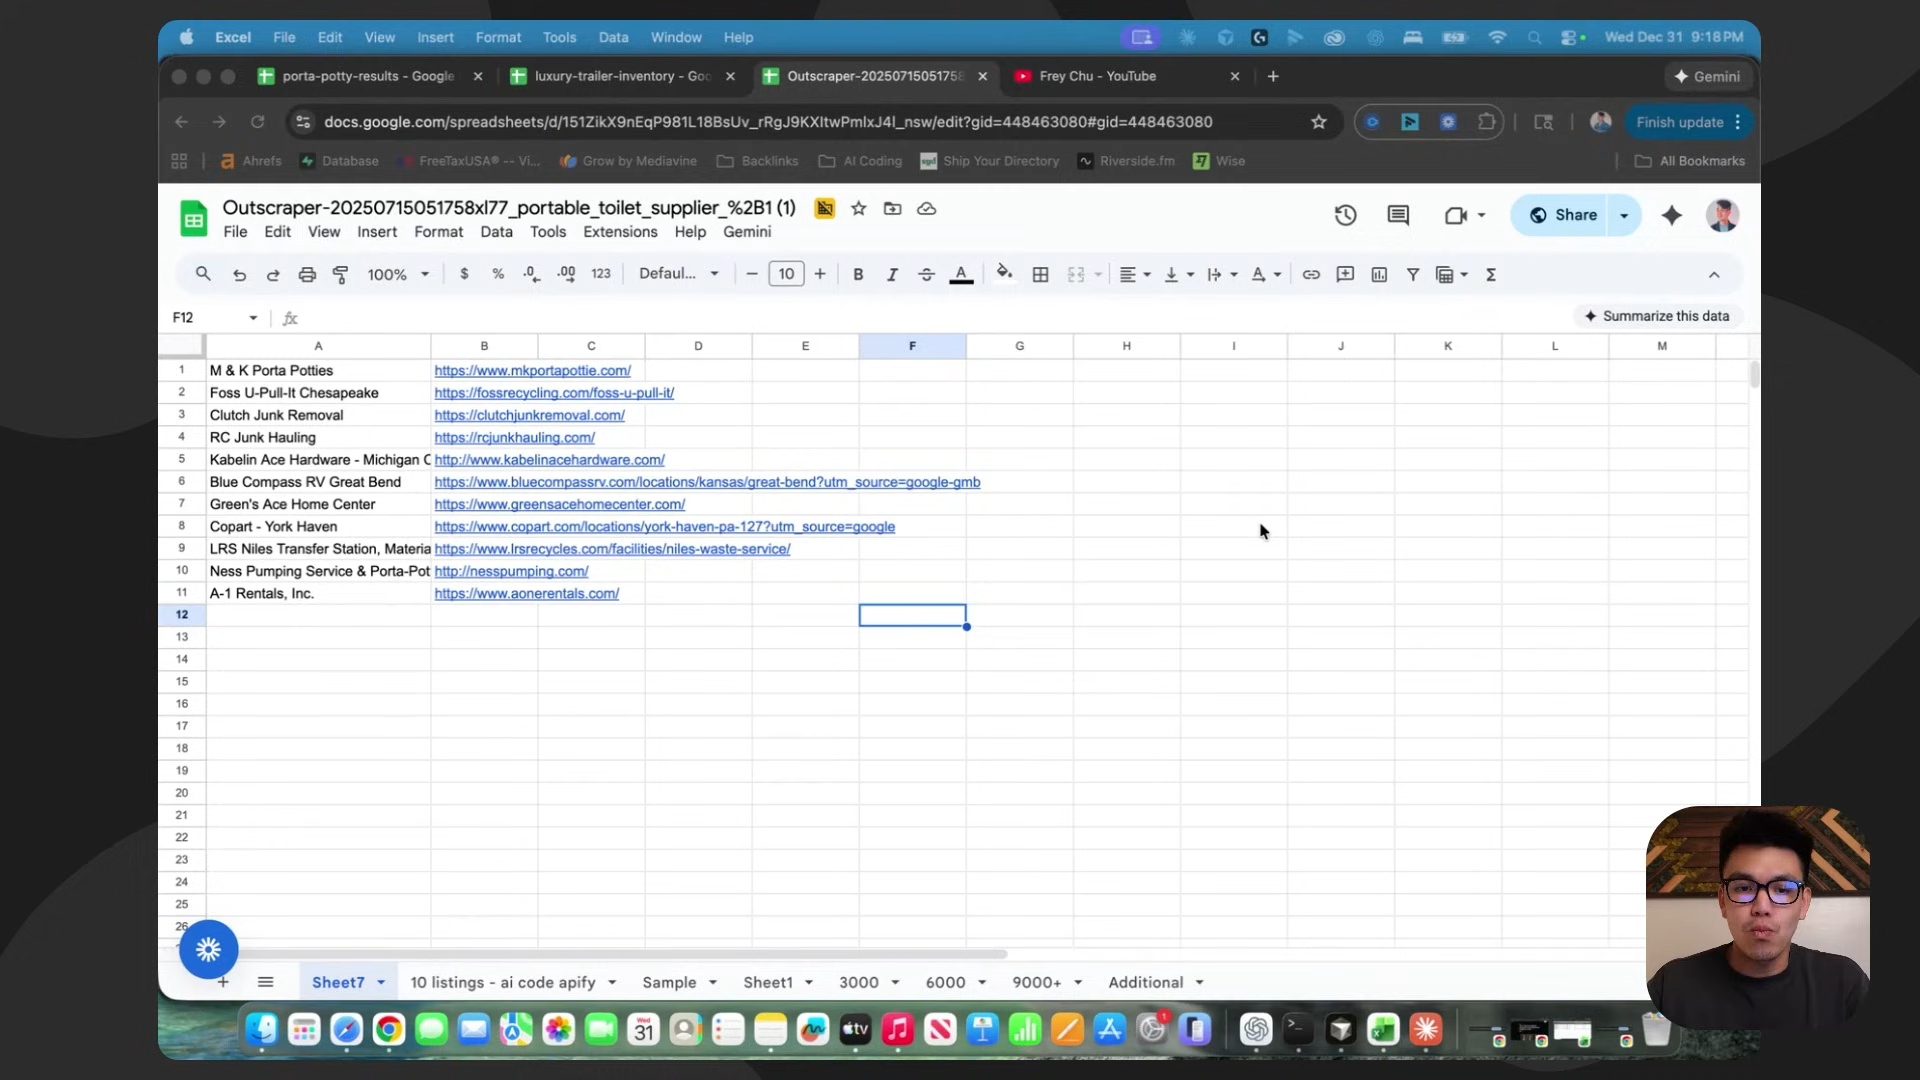 Excel File Edit View Insert Format Tools Data Window Help Wed Dec 31 9:18 PM
porta-potty-results - Google luxury-trailer-inventory - Goo Outscraper-20250715051758 Frey Chu - YouTube Gemini
docs.google.com/spreadsheets/d/151ZikX9nEqP981L18BsUv_rRgJ9KXItwPmIxJ4l_nsw/edit?gid=448463080#gid=448463080 Finish update
Ahrefs Database FreeTaxUSA® -- Vi... Grow by Mediavine Backlinks AI Coding Ship Your Directory Riverside.fm Wise All Bookmarks
Outscraper-20250715051758xl77_portable_toilet_supplier_%2B1 (1)
Share
File Edit View Insert Format Data Tools Extensions Help Gemini
100% $ % .0 .00 123 Defaul... 10 B I A
F12 fx Summarize this data
A B C D E F G H I J K L M
1 M & K Porta Potties https://www.mkportapottie.com/
2 Foss U-Pull-It Chesapeake https://fossrecycling.com/foss-u-pull-it/
3 Clutch Junk Removal https://clutchjunkremoval.com/
4 RC Junk Hauling https://rcjunkhauling.com/
5 Kabelin Ace Hardware - Michigan C http://www.kabelinacehardware.com/
6 Blue Compass RV Great Bend https://www.bluecompassrv.com/locations/kansas/great-bend?utm_source=google-gmb
7 Green's Ace Home Center https://www.greensacehomecenter.com/
8 Copart - York Haven https://www.copart.com/locations/york-haven-pa-127?utm_source=google
9 LRS Niles Transfer Station, Materia https://www.lrsrecycles.com/facilities/niles-waste-service/
10 Ness Pumping Service & Porta-Pot http://nesspumping.com/
11 A-1 Rentals, Inc. https://www.aonerentals.com/
12
13
14
15
16
17
18
19
20
21
22
23
24
25
26
Sheet7 10 listings - ai code apify Sample Sheet1 3000 6000 9000+ Additional
tv 31 1